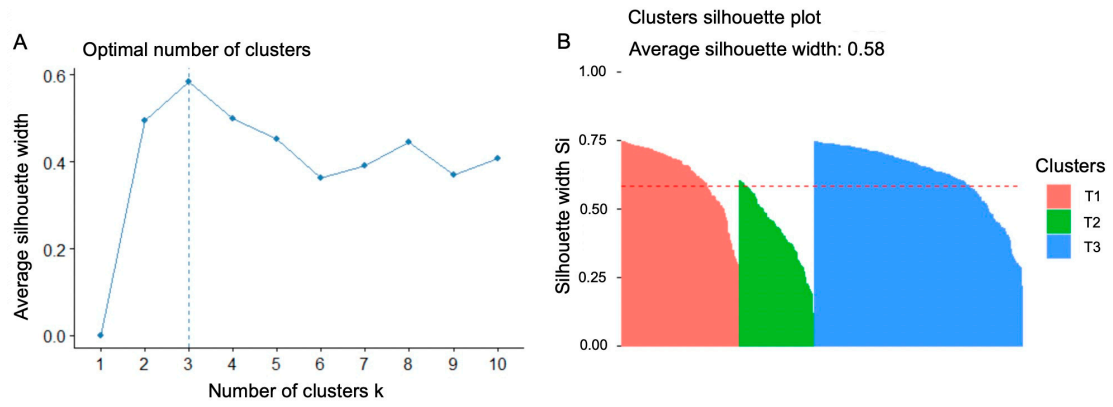 A
Optimal number of clusters
Average silhouette width
0.6
0.4
0.2
0.0
1 2 3 4 5 6 7 8 9 10
Number of clusters k
B
Clusters silhouette plot
Average silhouette width: 0.58
Silhouette width Si
1.00
0.75
0.50
0.25
0.00
Clusters
T1
T2
T3